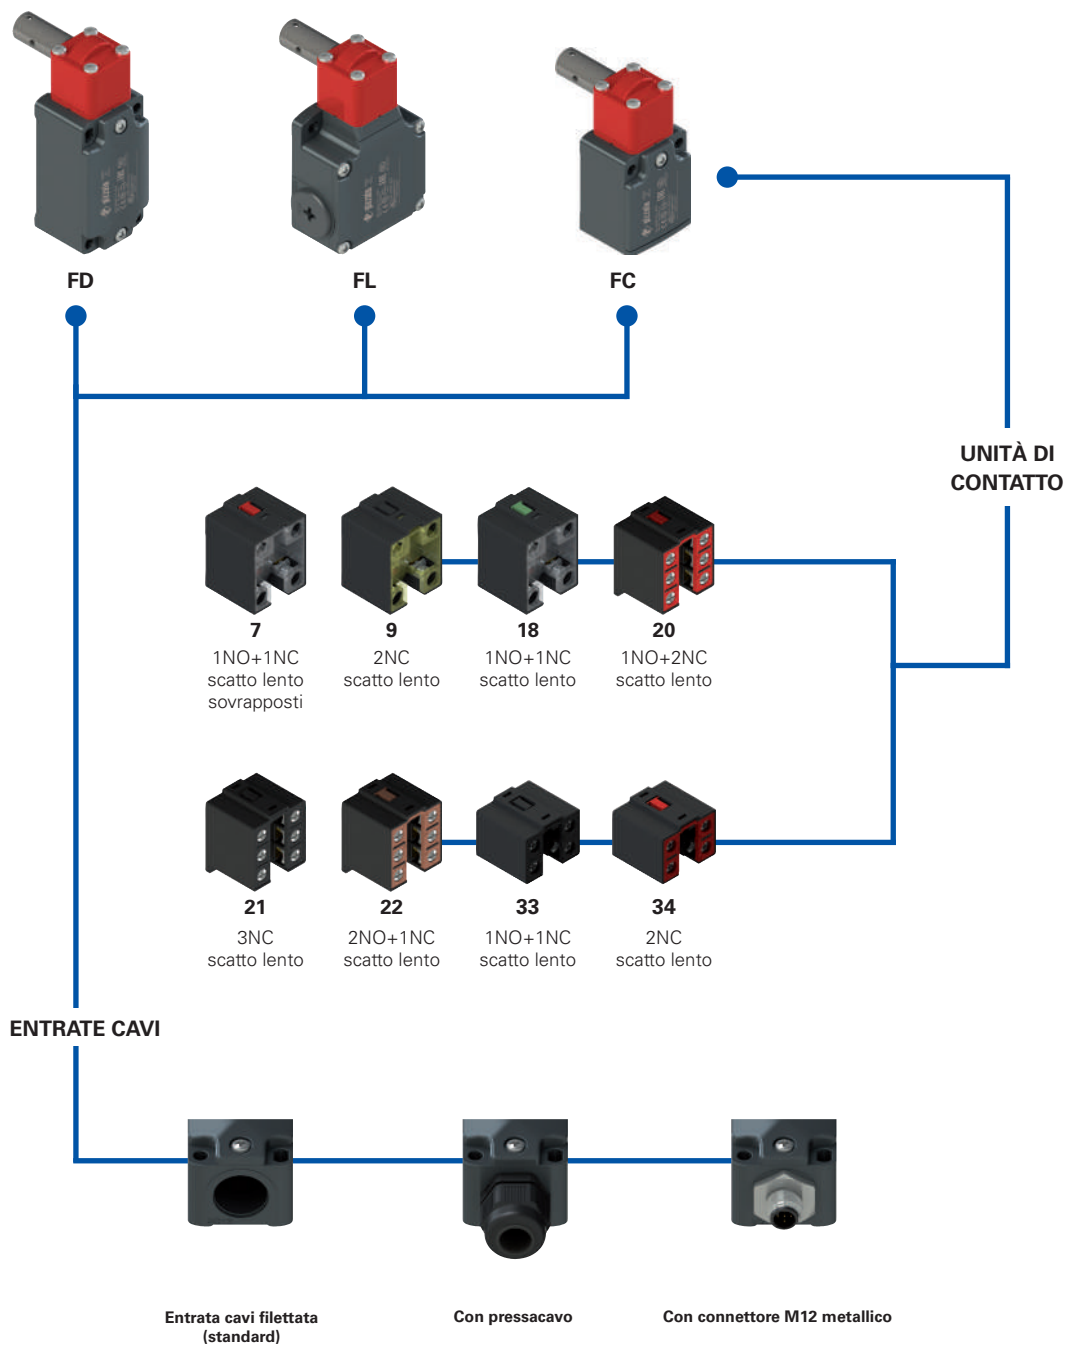 FD
FL
FC
UNITÀ DI
CONTATTO
7
1NO+1NC
scatto lento
sovrapposti
9
2NC
scatto lento
18
1NO+1NC
scatto lento
20
1NO+2NC
scatto lento
21
3NC
scatto lento
22
2NO+1NC
scatto lento
33
1NO+1NC
scatto lento
34
2NC
scatto lento
ENTRATE CAVI
Entrata cavi filettata
(standard)
Con pressacavo
Con connettore M12 metallico